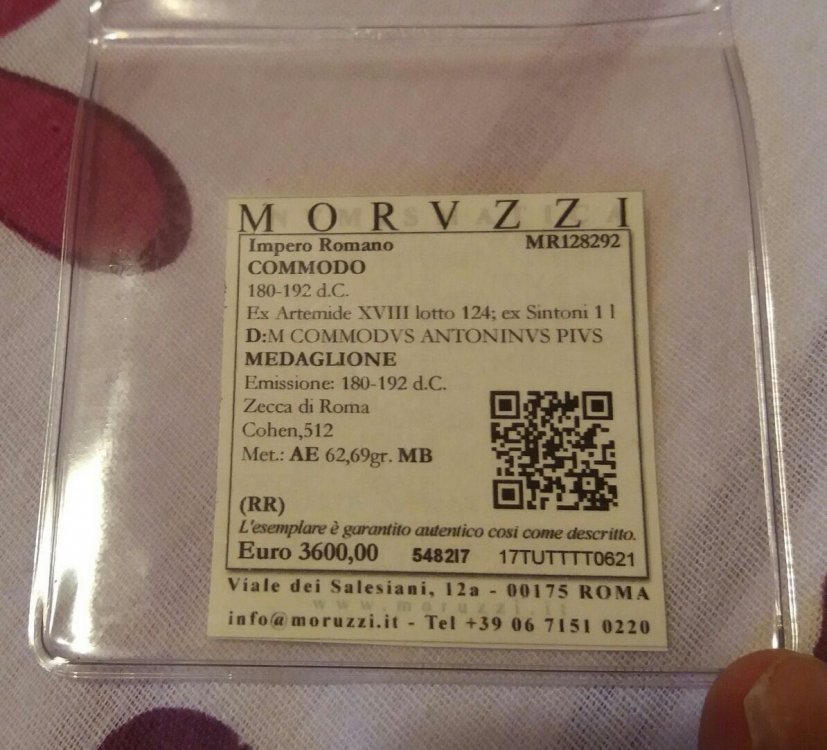 MORVZZI
Impero Romano MR128292
COMMODO
180-192 d.C.
Ex Artemide XVIII lotto 124; ex Sintoni 1 l
D:M COMMODVS ANTONINVS PIVS
MEDAGLIONE
Emissione: 180-192 d.C.
Zecca di Roma
Cohen,512
Met.: AE 62,69gr. MB
(RR)
L'esemplare è garantito autentico così come descritto.
Euro 3600,00 548217 17TUTTTT0621
Viale dei Salesiani, 12a - 00175 ROMA
www.moruzzi.it
info@moruzzi.it - Tel +39 06 7151 0220